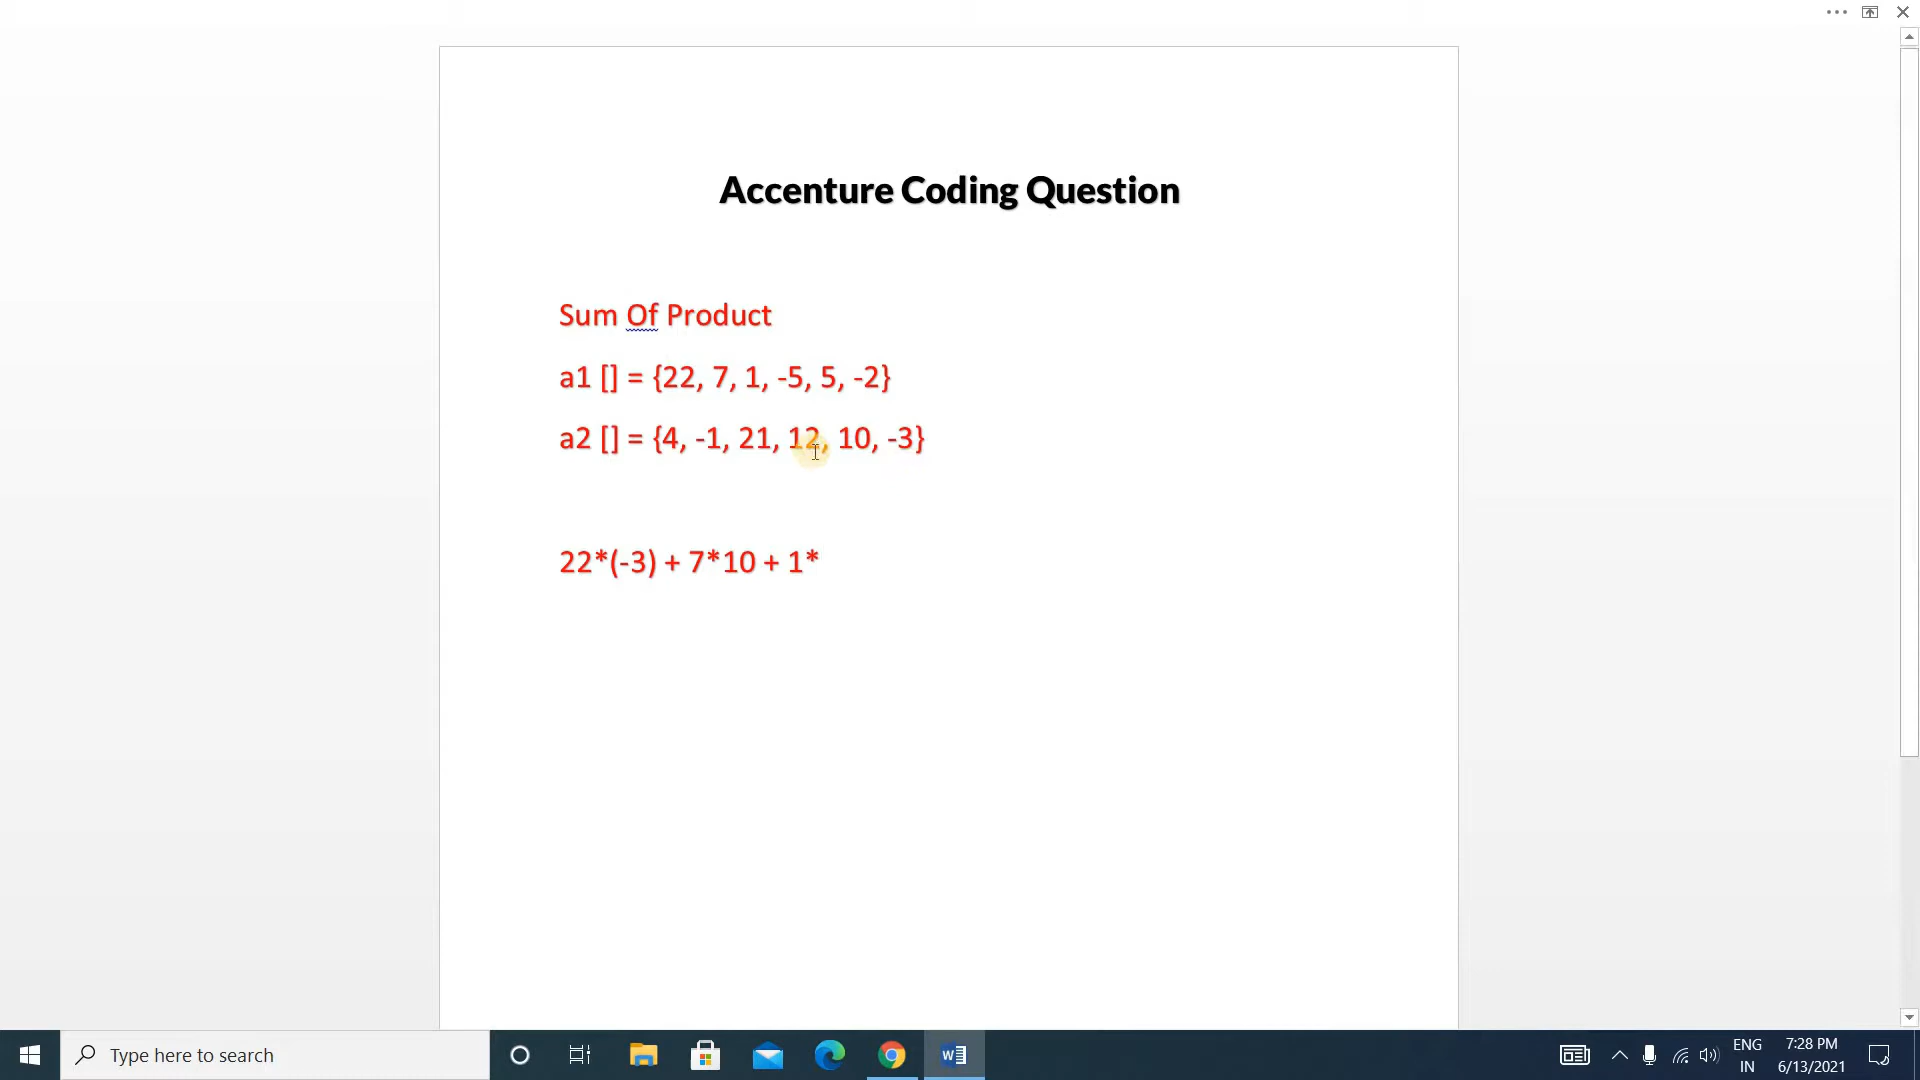 Accenture Coding Question
Sum Of Product
a1 [] = {22, 7, 1, -5, 5, -2}
a2 [] = {4, -1, 21, 12, 10, -3}
22*(-3) + 7*10 + 1*
Type here to search
ENG
IN
7:28 PM
6/13/2021